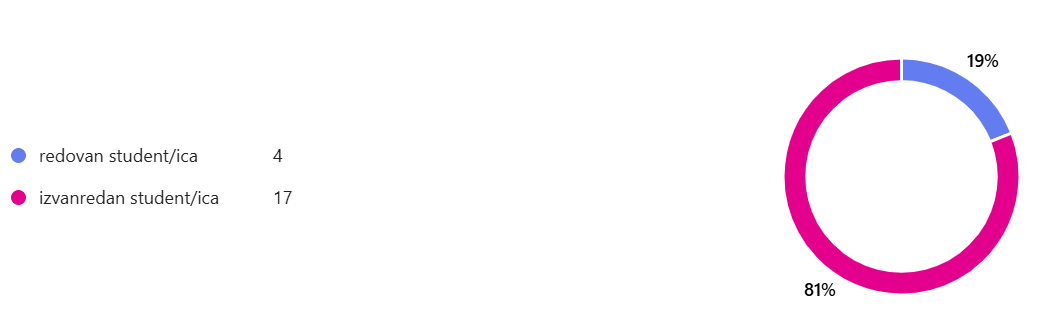 19%
redovan student/ica 4
izvanredan student/ica 17
81%